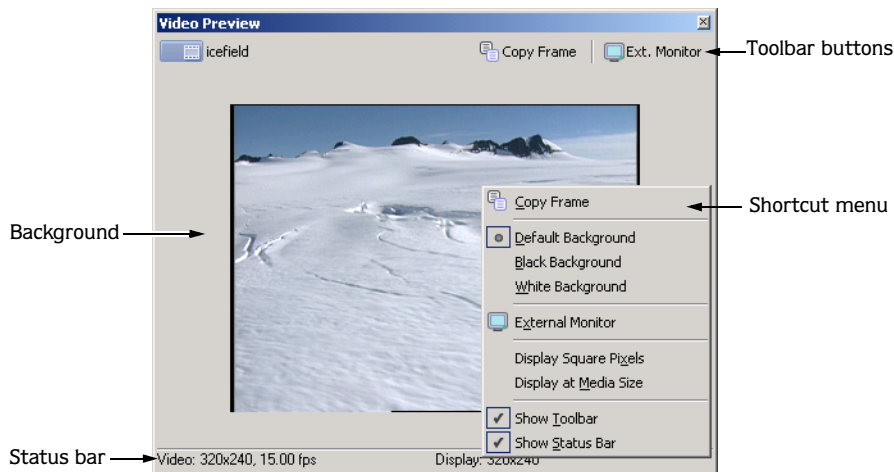 Video Preview
icefield
Copy Frame
Ext. Monitor
Toolbar buttons
Copy Frame
Shortcut menu
Background
Default Background
Black Background
White Background
External Monitor
Display Square Pixels
Display at Media Size
Show Toolbar
Show Status Bar
Status bar
Video: 320x240, 15.00 fps
Display: 320x240